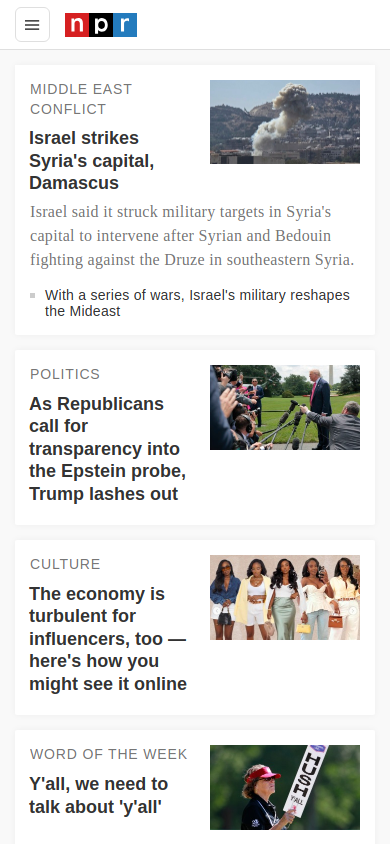 npr
MIDDLE EAST
CONFLICT
Israel strikes
Syria's capital,
Damascus
Israel said it struck military targets in Syria's
capital to intervene after Syrian and Bedouin
fighting against the Druze in southeastern Syria.
With a series of wars, Israel's military reshapes
the Mideast
POLITICS
As Republicans
call for
transparency into
the Epstein probe,
Trump lashes out
CULTURE
The economy is
turbulent for
influencers, too —
here's how you
might see it online
WORD OF THE WEEK
Y'all, we need to
talk about 'y'all'
HUSH
Y'ALL